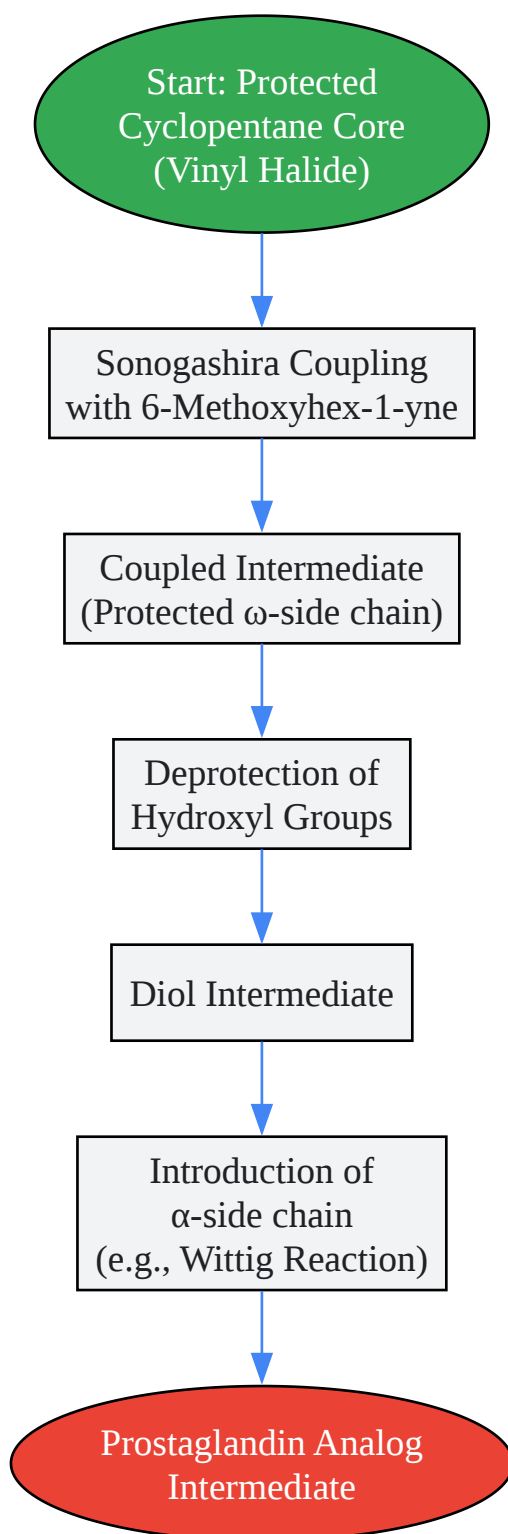 Start: Protected
Cyclopentane Core
(Vinyl Halide)
Sonogashira Coupling
with 6-Methoxyhex-1-yne
Coupled Intermediate
(Protected ω-side chain)
Deprotection of
Hydroxyl Groups
Diol Intermediate
Introduction of
α-side chain
(e.g., Wittig Reaction)
Prostaglandin Analog
Intermediate